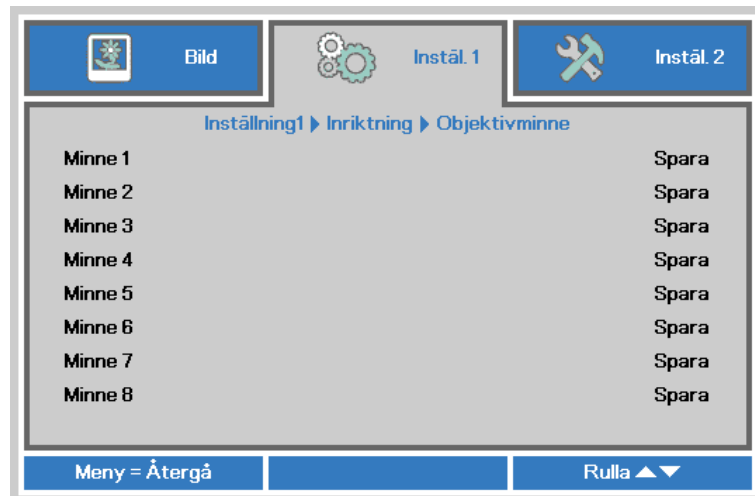 Bild
Instäl. 1
Instäl. 2
Inställning1 ▶ Inriktning ▶ Objektivminne
Minne 1 Spara
Minne 2 Spara
Minne 3 Spara
Minne 4 Spara
Minne 5 Spara
Minne 6 Spara
Minne 7 Spara
Minne 8 Spara
Meny = Återgå
Rulla ▲▼